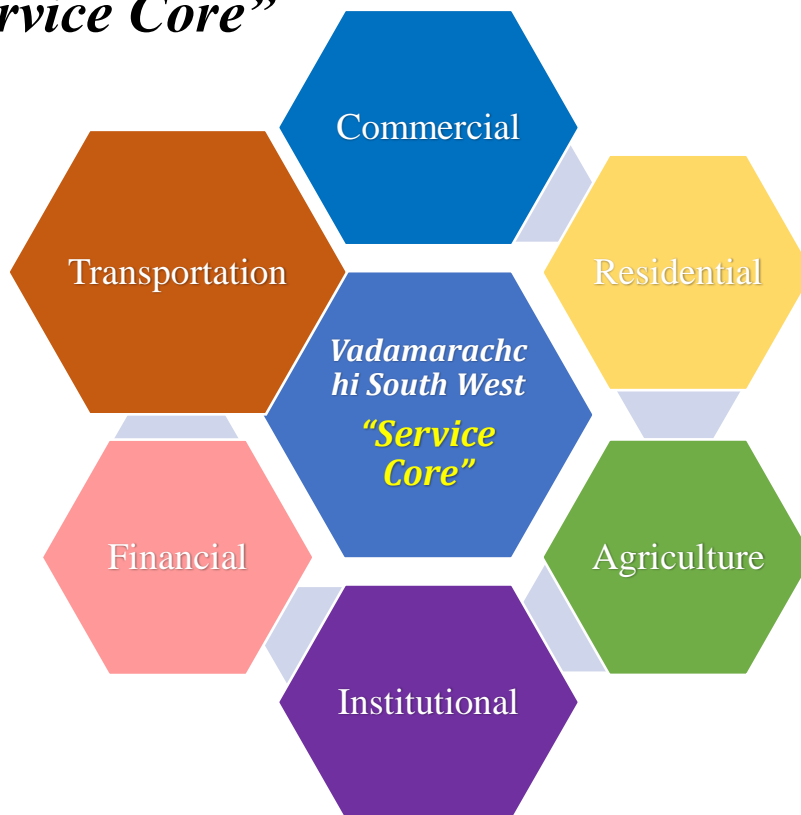 rvice Core”
Commercial
Transportation
Residential
Vadamarachc
hi South West
“Service
Core”
Financial
Agriculture
Institutional